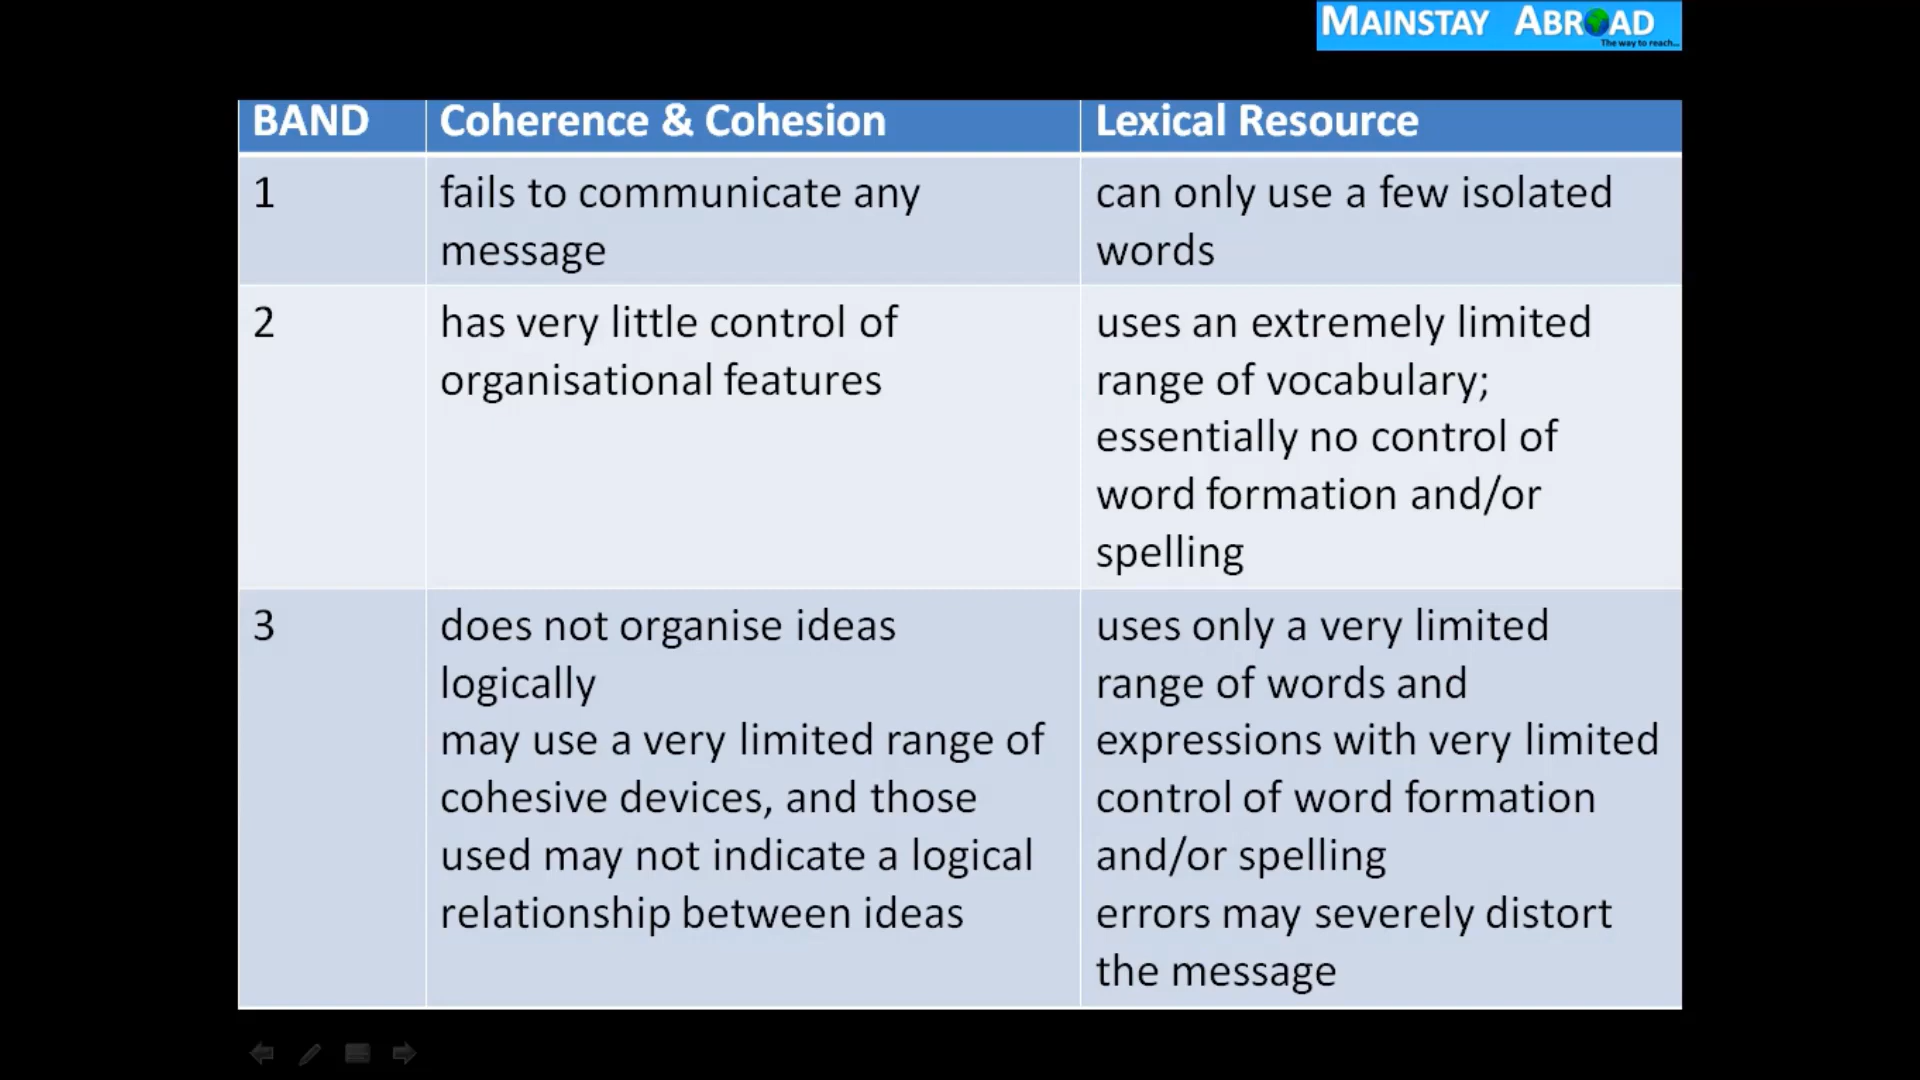 MAINSTAY ABROAD
The way to reach...
BAND
Coherence & Cohesion
Lexical Resource
1
fails to communicate any
message
can only use a few isolated
words
2
has very little control of
organisational features
uses an extremely limited
range of vocabulary;
essentially no control of
word formation and/or
spelling
3
does not organise ideas
logically
may use a very limited range of
cohesive devices, and those
used may not indicate a logical
relationship between ideas
uses only a very limited
range of words and
expressions with very limited
control of word formation
and/or spelling
errors may severely distort
the message